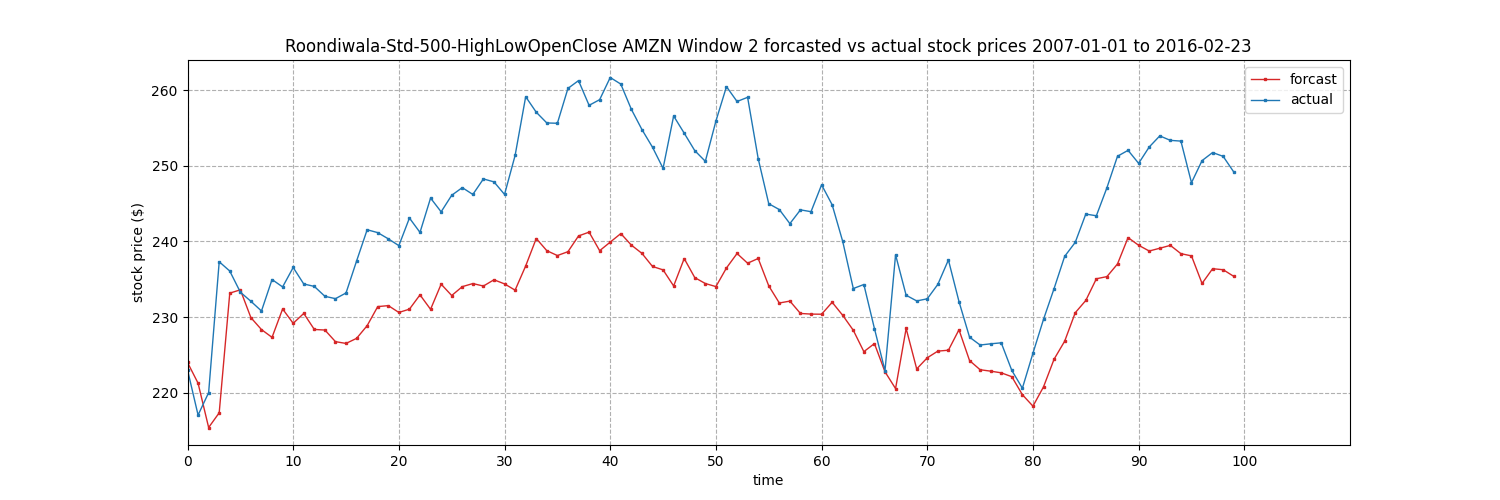 Roondiwala-Std-500-HighLowOpenClose AMZN Window 2 forcasted vs actual stock prices 2007-01-01 to 2016-02-23
forcast
actual
stock price ($)
260
250
240
230
220
0 10 20 30 40 50 60 70 80 90 100
time